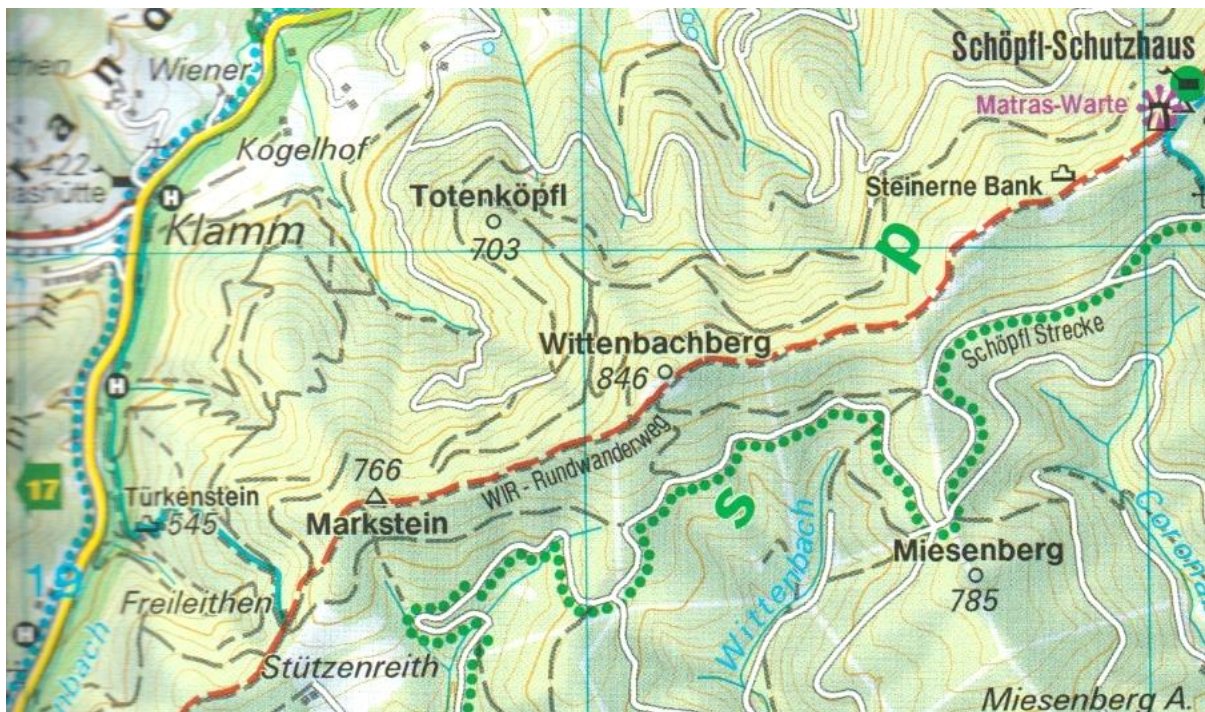 Schöpfl-Schutzhaus
Wiener
Matras-Warte
422
Kogelhof
Totenköpfl
703
Steinerne Bank
H
Klamm
p
Wittenbachberg
846
Schöpfl Strecke
H
766
WIR - Rundwanderweg
17
Türkenstein
545
Markstein
s
Wittenbach
Miesenberg
785
19
Freileithen
H
Stützenreith
Miesenberg A.